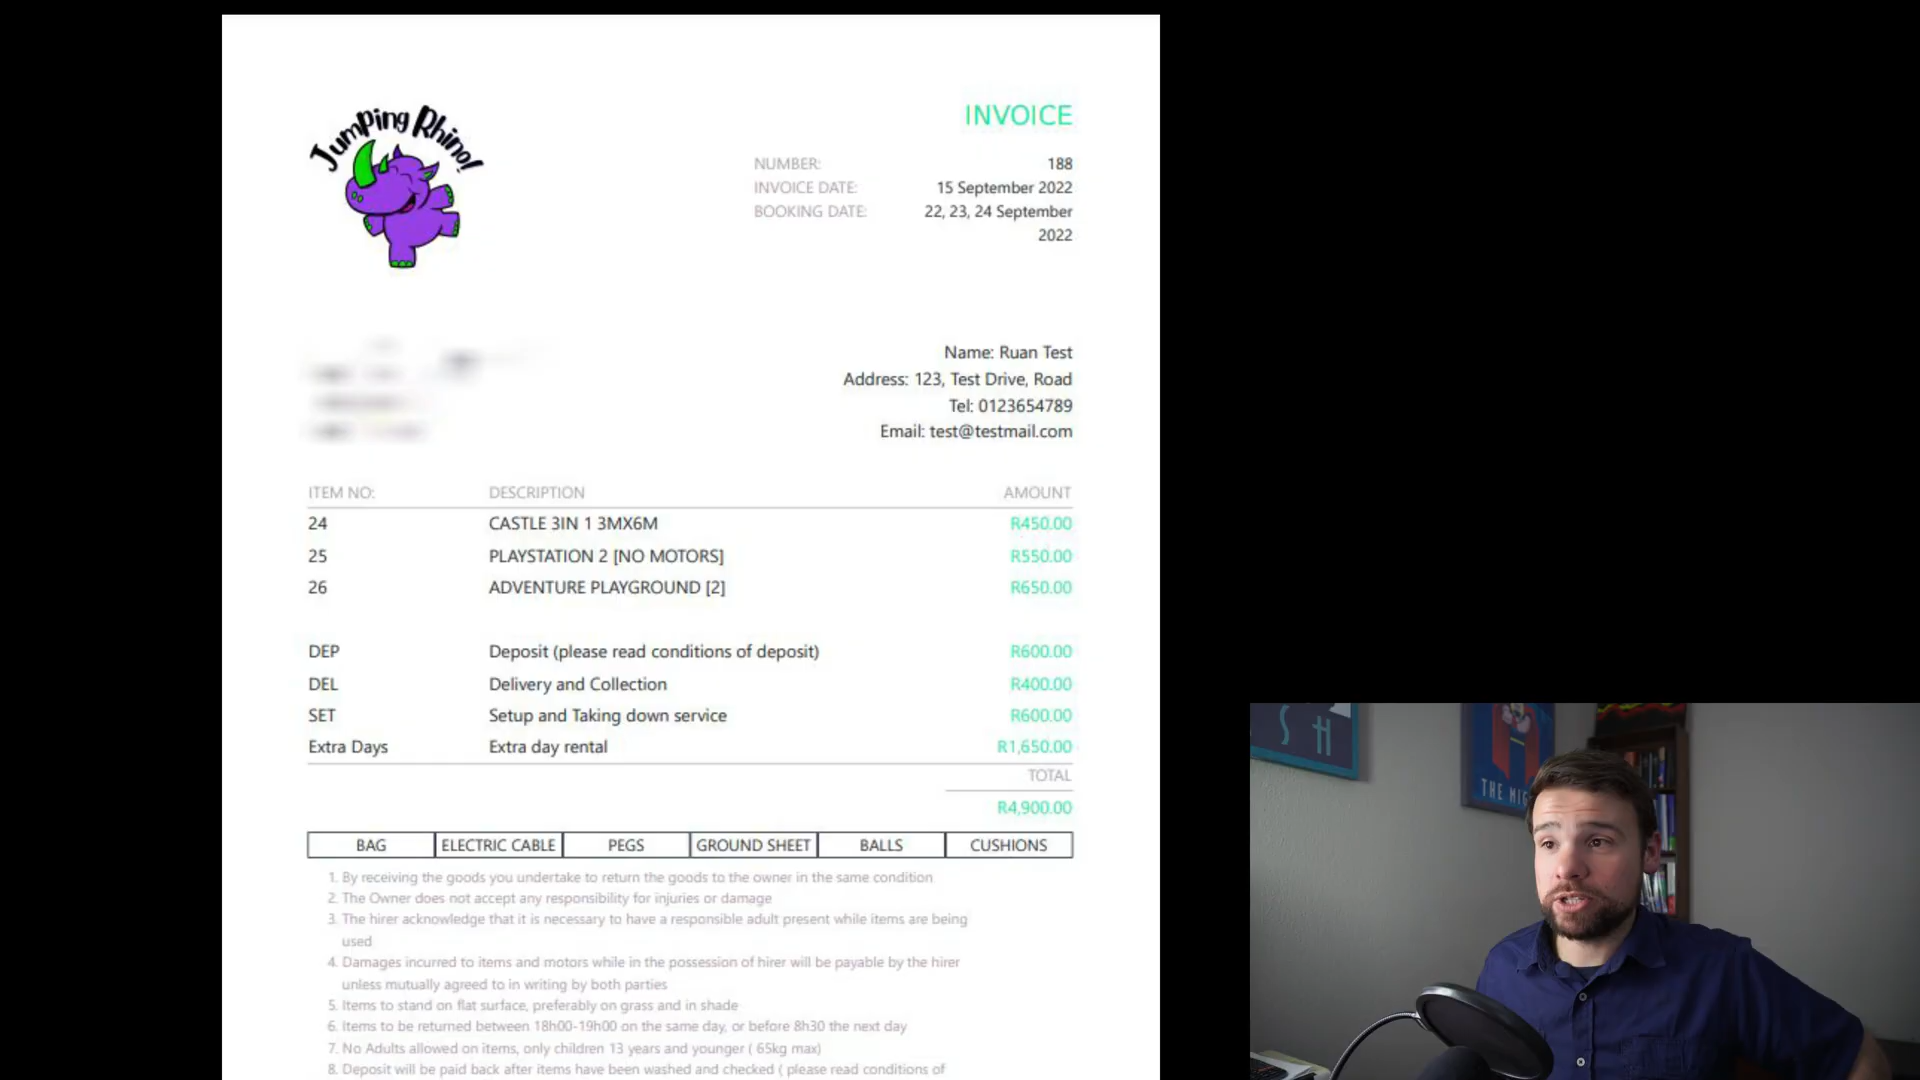 Jumping Rhino!
INVOICE
NUMBER: 188
INVOICE DATE: 15 September 2022
BOOKING DATE: 22, 23, 24 September
2022
Name: Ruan Test
Address: 123, Test Drive, Road
Tel: 0123654789
Email: test@testmail.com
ITEM NO: DESCRIPTION AMOUNT
24 CASTLE 3IN 1 3MX6M R450.00
25 PLAYSTATION 2 [NO MOTORS] R550.00
26 ADVENTURE PLAYGROUND [2] R650.00
DEP Deposit (please read conditions of deposit) R600.00
DEL Delivery and Collection R400.00
SET Setup and Taking down service R600.00
Extra Days Extra day rental R1,650.00
TOTAL
R4,900.00
BAG ELECTRIC CABLE PEGS GROUND SHEET BALLS CUSHIONS
1. By receiving the goods you undertake to return the goods to the owner in the same condition
2. The Owner does not accept any responsibility for injuries or damage
3. The hirer acknowledge that it is necessary to have a responsible adult present while items are being
used
4. Damages incurred to items and motors while in the possession of hirer will be payable by the hirer
unless mutually agreed to in writing by both parties
5. Items to stand on flat surface, preferably on grass and in shade
6. Items to be returned between 18h00-19h00 on the same day, or before 8h30 the next day
7. No Adults allowed on items, only children 13 years and younger ( 65kg max)
8. Deposit will be paid back after items have been washed and checked ( please read conditions of
S H
THE